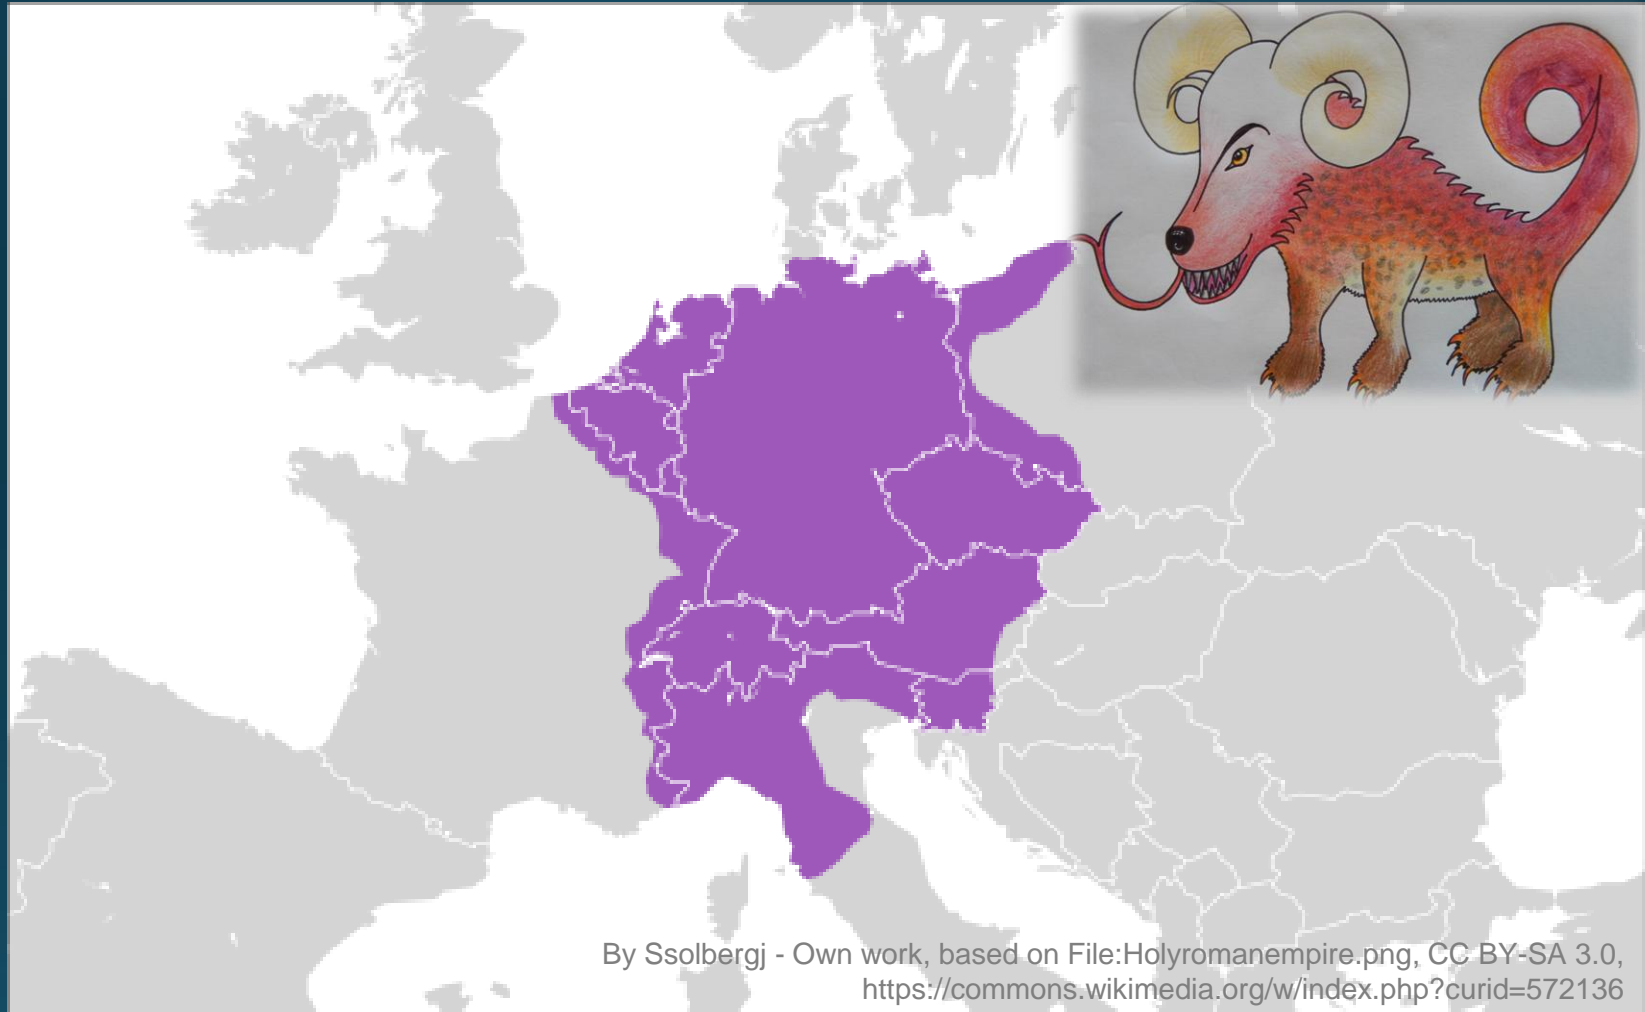 By Ssolbergj - Own work, based on File:Holyromanempire.png, CC BY-SA 3.0,
https://commons.wikimedia.org/w/index.php?curid=572136